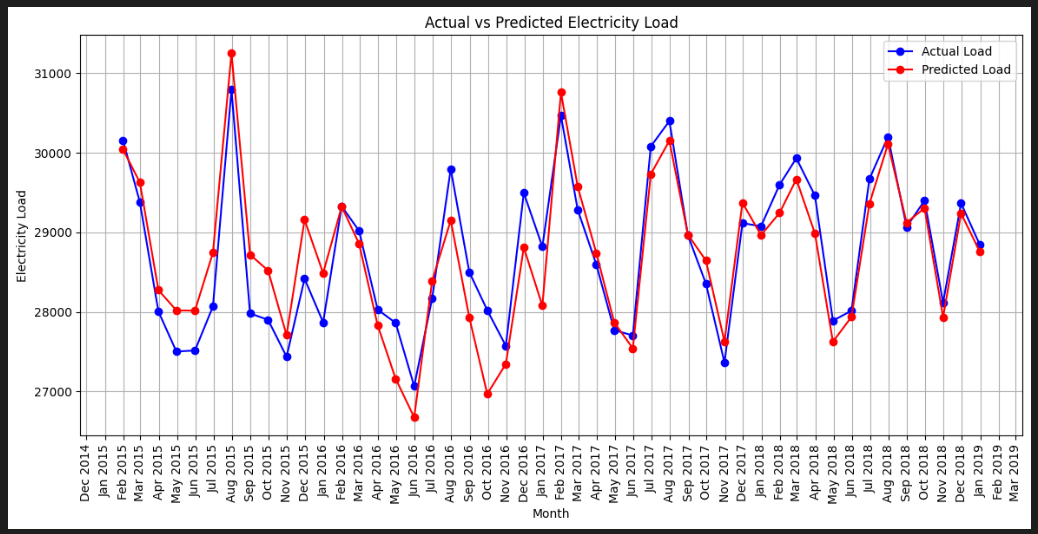 Actual vs Predicted Electricity Load
Actual Load
Predicted Load
Electricity Load
31000
30000
29000
28000
27000
Dec 2014
Jan 2015
Feb 2015
Mar 2015
Apr 2015
May 2015
Jun 2015
Jul 2015
Aug 2015
Sep 2015
Oct 2015
Nov 2015
Dec 2015
Jan 2016
Feb 2016
Mar 2016
Apr 2016
May 2016
Jun 2016
Jul 2016
Aug 2016
Sep 2016
Oct 2016
Nov 2016
Dec 2016
Jan 2017
Feb 2017
Mar 2017
Apr 2017
May 2017
Jun 2017
Jul 2017
Aug 2017
Sep 2017
Oct 2017
Nov 2017
Dec 2017
Jan 2018
Feb 2018
Mar 2018
Apr 2018
May 2018
Jun 2018
Jul 2018
Aug 2018
Sep 2018
Oct 2018
Nov 2018
Dec 2018
Jan 2019
Feb 2019
Mar 2019
Month